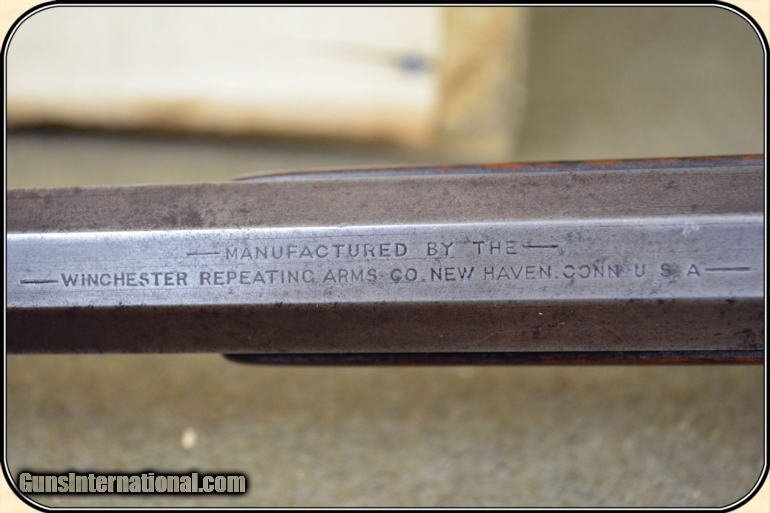 —MANUFACTURED BY THE—
—WINCHESTER REPEATING ARMS CO. NEW HAVEN. CONN U S A—
GunsInternational.com